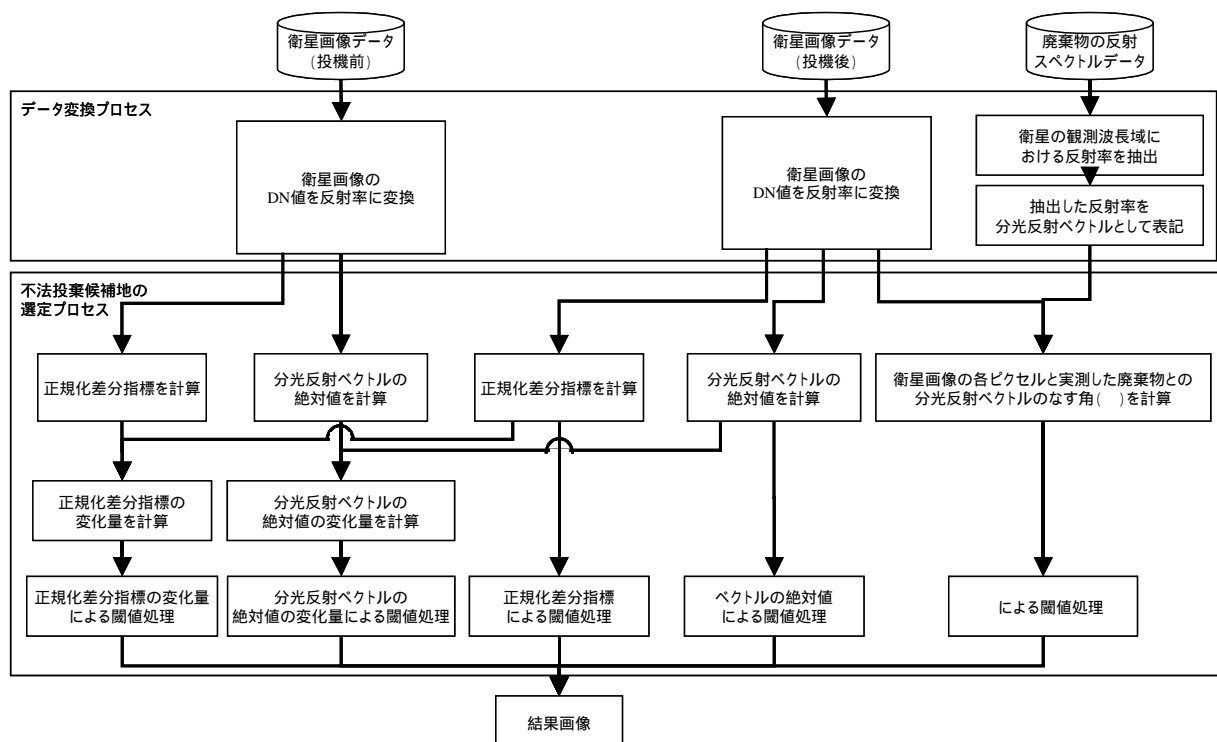 衛星画像データ
(投機前)
衛星画像データ
(投機後)
廃棄物の反射
スペクトルデータ
データ変換プロセス
衛星画像の
DN値を反射率に変換
衛星画像の
DN値を反射率に変換
衛星の観測波長域に
おける反射率を抽出
抽出した反射率を
分光反射ベクトルとして表記
不法投棄候補地の
選定プロセス
正規化差分指標を計算
分光反射ベクトルの
絶対値を計算
正規化差分指標を計算
分光反射ベクトルの
絶対値を計算
衛星画像の各ピクセルと実測した廃棄物との
分光反射ベクトルのなす角( )を計算
正規化差分指標の
変化量を計算
分光反射ベクトルの
絶対値の変化量を計算
正規化差分指標の変化量
による閾値処理
分光反射ベクトルの
絶対値の変化量による閾値処理
正規化差分指標
による閾値処理
ベクトルの絶対値
による閾値処理
による閾値処理
結果画像